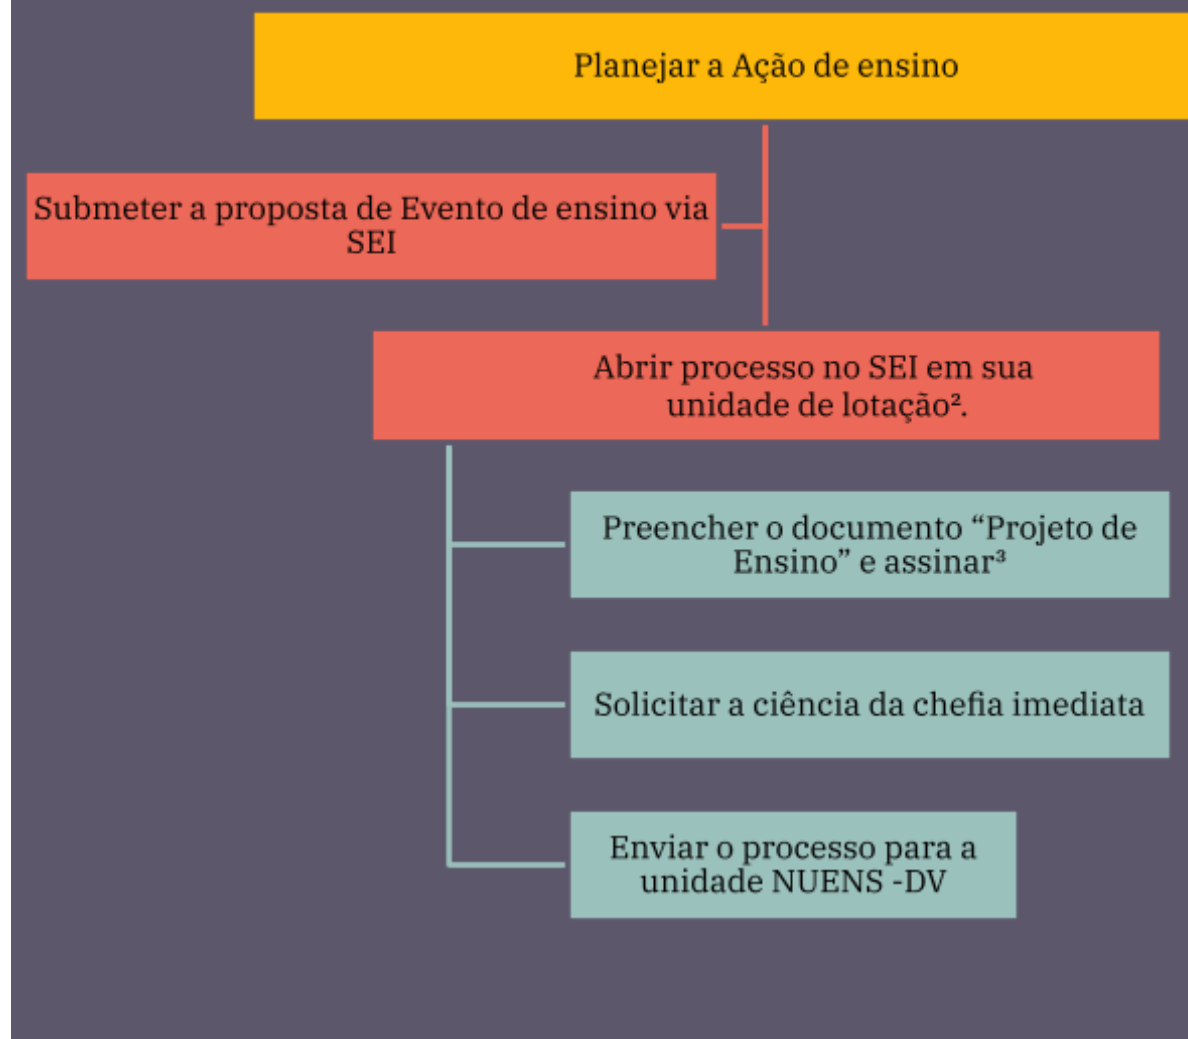 Planejar a Ação de ensino
Submeter a proposta de Evento de ensino via
SEI
Abrir processo no SEI em sua
unidade de lotação².
Preencher o documento “Projeto de
Ensino” e assinar³
Solicitar a ciência da chefia imediata
Enviar o processo para a
unidade NUENS -DV